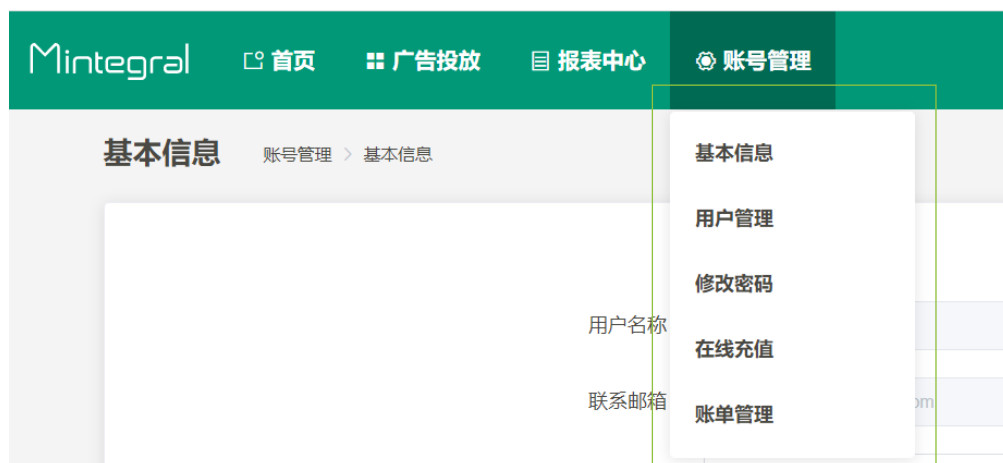 Mintegral 首页 广告投放 报表中心 账号管理
基本信息 账号管理 > 基本信息
基本信息
用户管理
修改密码
用户名称
在线充值
联系邮箱
om
账单管理